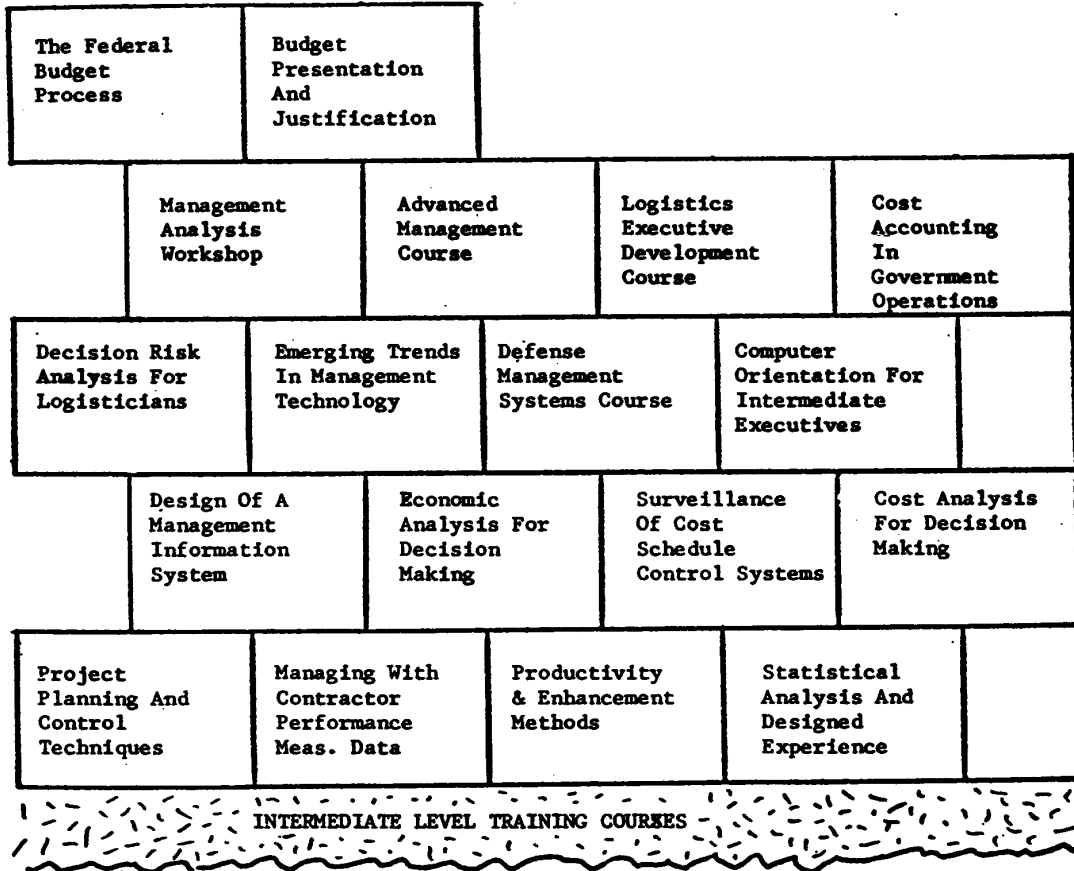 The Federal
Budget
Process
Budget
Presentation
And
Justification
Management
Analysis
Workshop
Advanced
Management
Course
Logistics
Executive
Development
Course
Cost
Accounting
In
Government
Operations
Decision Risk
Analysis For
Logisticians
Emerging Trends
In Management
Technology
Defense
Management
Systems Course
Computer
Orientation For
Intermediate
Executives
Design Of A
Management
Information
System
Economic
Analysis For
Decision
Making
Surveillance
Of Cost
Schedule
Control Systems
Cost Analysis
For Decision
Making
Project
Planning And
Control
Techniques
Managing With
Contractor
Performance
Meas. Data
Productivity
& Enhancement
Methods
Statistical
Analysis And
Designed
Experience
INTERMEDIATE LEVEL TRAINING COURSES